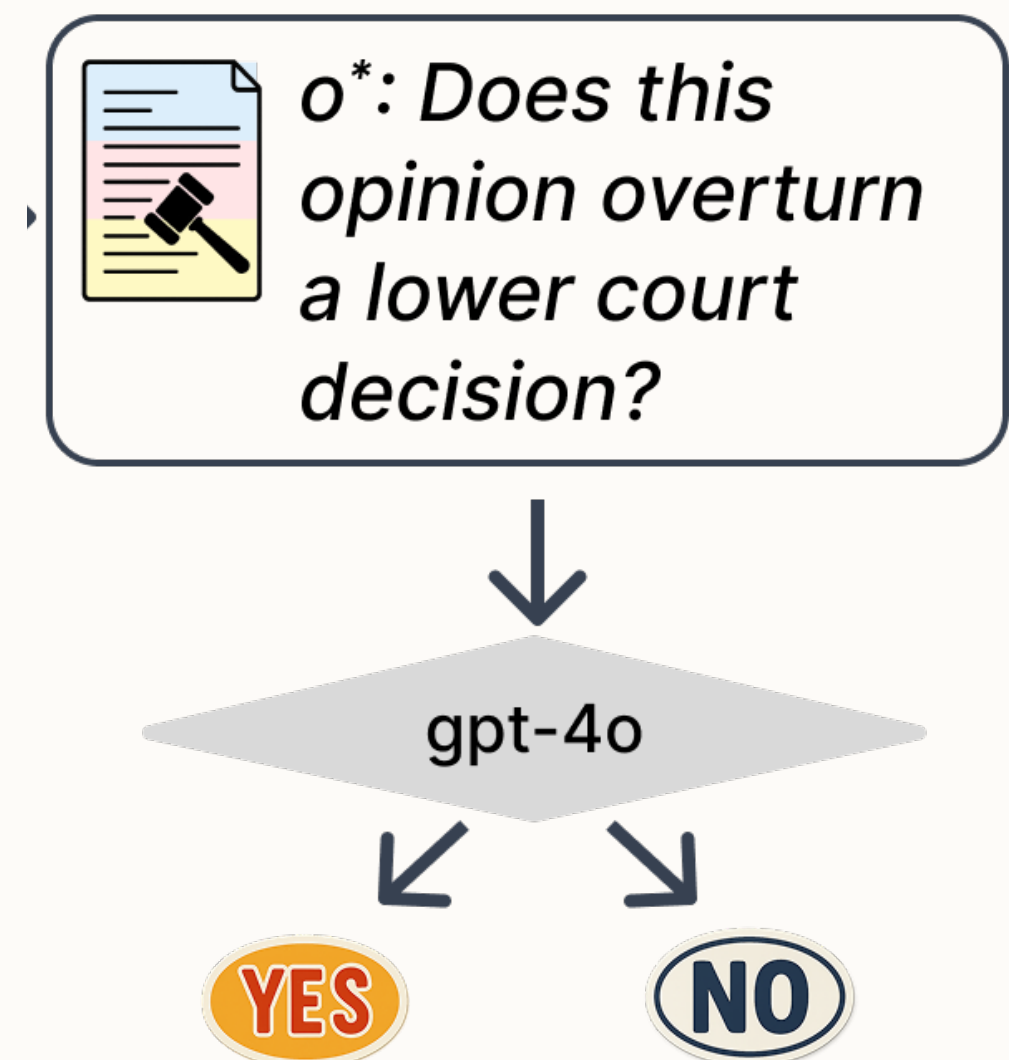 o*: Does this
opinion overturn
a lower court
decision?
gpt-4o
YES
NO